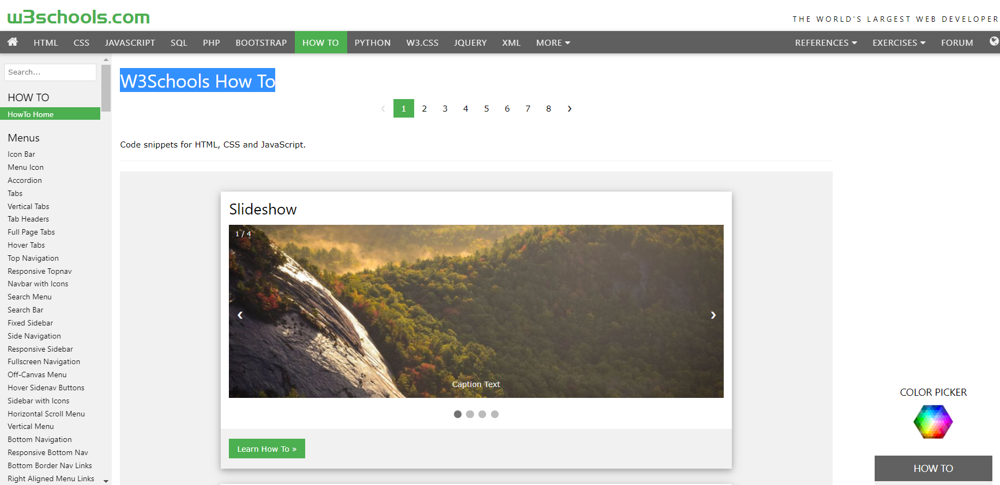 w3schools.com
THE WORLD'S LARGEST WEB DEVELOPER
HTML CSS JAVASCRIPT SQL PHP BOOTSTRAP HOW TO PYTHON W3.CSS JQUERY XML MORE REFERENCES EXERCISES FORUM
Search...
HOW TO
HowTo Home
Menus
Icon Bar
Menu Icon
Accordion
Tabs
Vertical Tabs
Tab Headers
Full Page Tabs
Hover Tabs
Top Navigation
Responsive Topnav
Navbar with Icons
Search Menu
Search Bar
Fixed Sidebar
Side Navigation
Responsive Sidebar
Fullscreen Navigation
Off-Canvas Menu
Hover Sidenav Buttons
Sidebar with Icons
Horizontal Scroll Menu
Vertical Menu
Bottom Navigation
Responsive Bottom Nav
Bottom Border Nav Links
Right Aligned Menu Links
W3Schools How To
‹ 1 2 3 4 5 6 7 8 ›
Code snippets for HTML, CSS and JavaScript.
Slideshow
1 / 4
❮ ❯
Caption Text
Learn How To »
COLOR PICKER
HOW TO